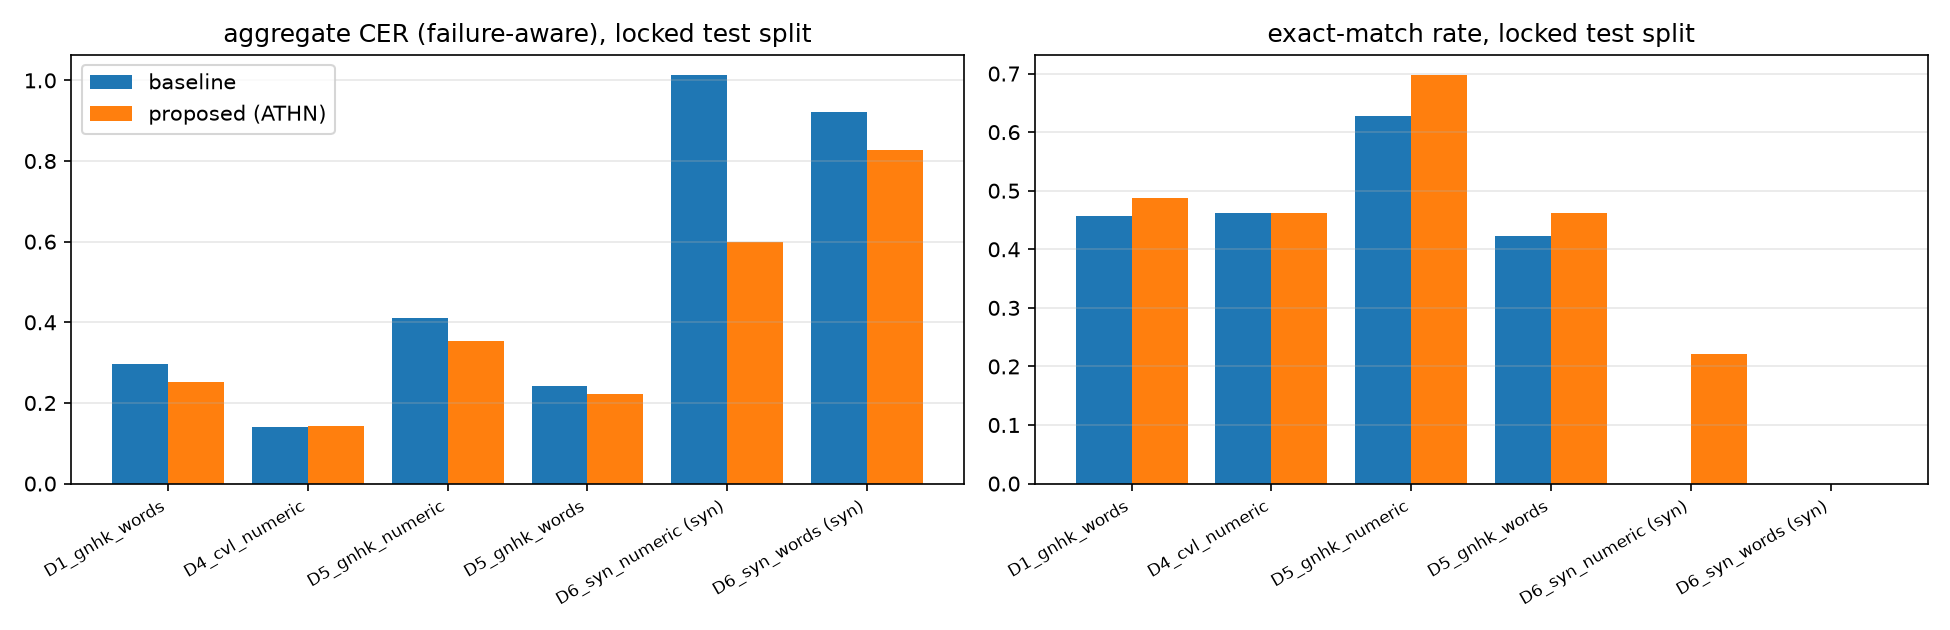 aggregate CER (failure-aware), locked test split
baseline
proposed (ATHN)
1.0
0.8
0.6
0.4
0.2
0.0
D1_gnhk_words
D4_cvl_numeric
D5_gnhk_numeric
D5_gnhk_words
D6_syn_numeric (syn)
D6_syn_words (syn)
exact-match rate, locked test split
0.7
0.6
0.5
0.4
0.3
0.2
0.1
0.0
D1_gnhk_words
D4_cvl_numeric
D5_gnhk_numeric
D5_gnhk_words
D6_syn_numeric (syn)
D6_syn_words (syn)